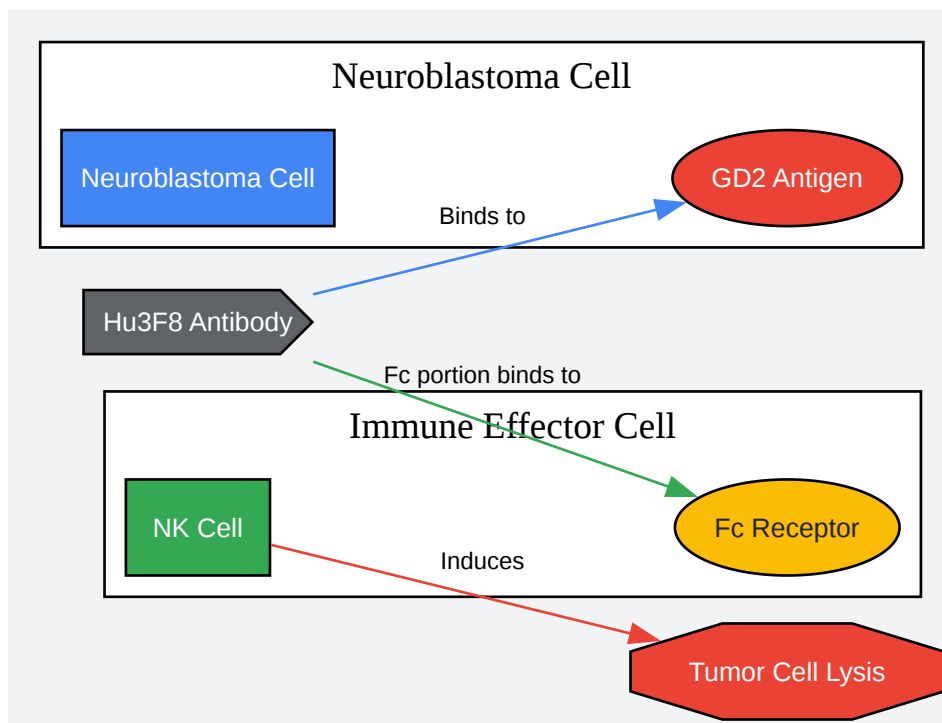 Neuroblastoma Cell
Neuroblastoma Cell
GD2 Antigen
Binds to
Hu3F8 Antibody
Fc portion binds to
Immune Effector Cell
NK Cell
Fc Receptor
Induces
Tumor Cell Lysis